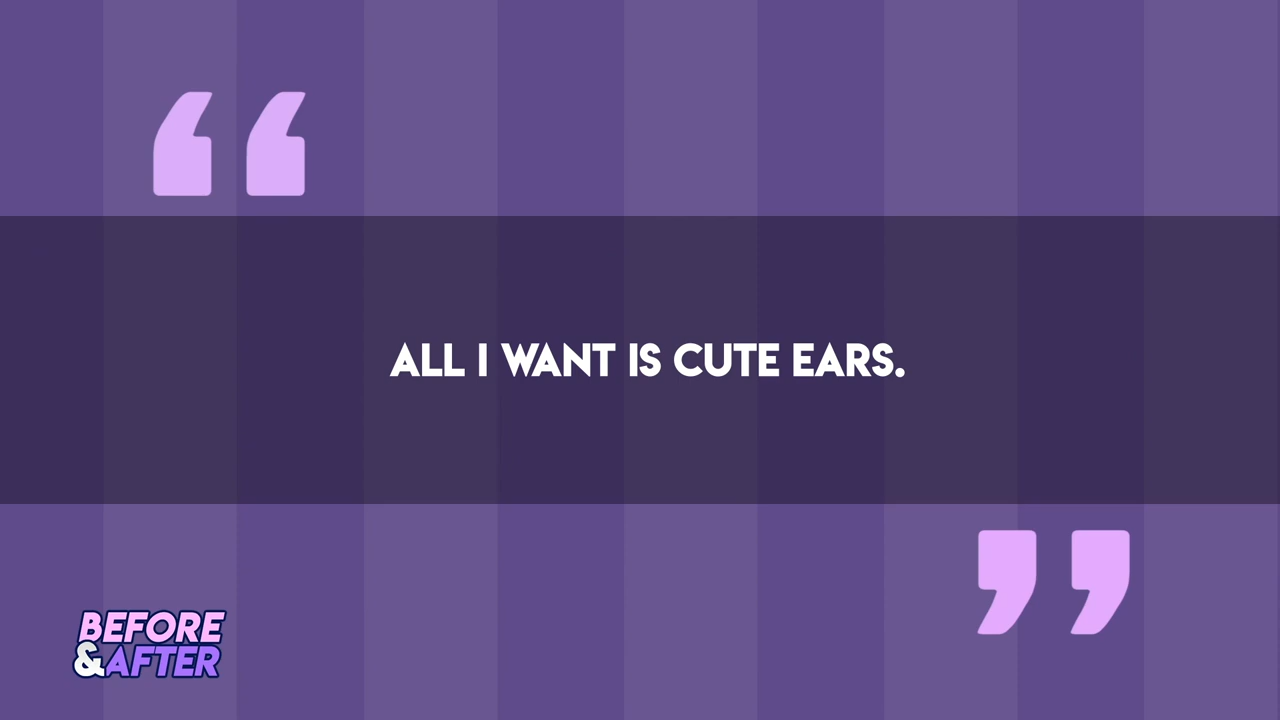 “
ALL I WANT IS CUTE EARS.
”
BEFORE
&AFTER